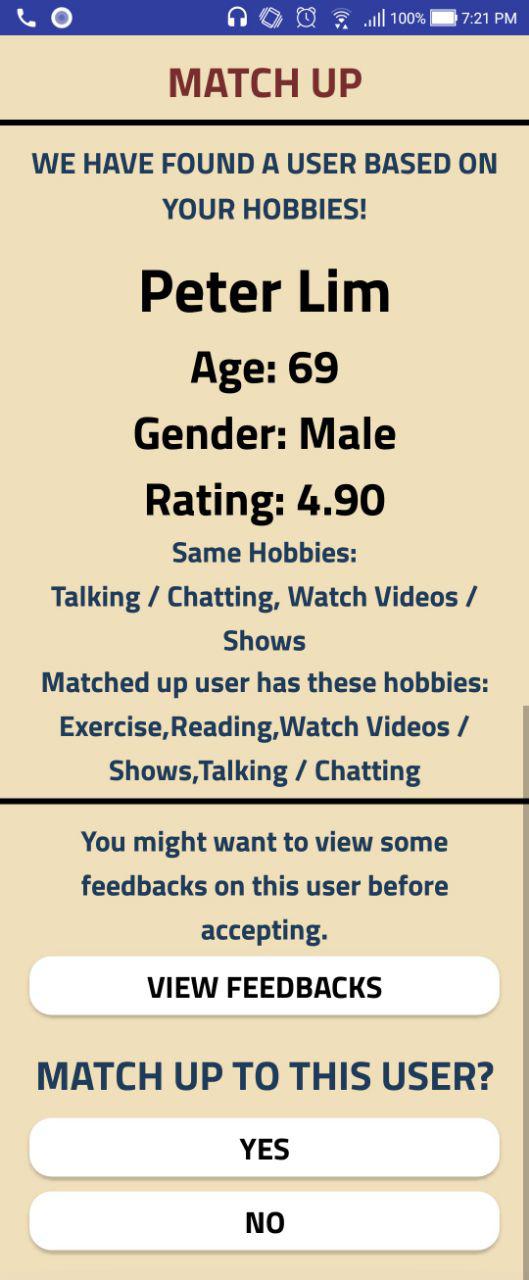 100% 7:21 PM
MATCH UP
WE HAVE FOUND A USER BASED ON
YOUR HOBBIES!
Peter Lim
Age: 69
Gender: Male
Rating: 4.90
Same Hobbies:
Talking / Chatting, Watch Videos /
Shows
Matched up user has these hobbies:
Exercise,Reading,Watch Videos /
Shows,Talking / Chatting
You might want to view some
feedbacks on this user before
accepting.
VIEW FEEDBACKS
MATCH UP TO THIS USER?
YES
NO